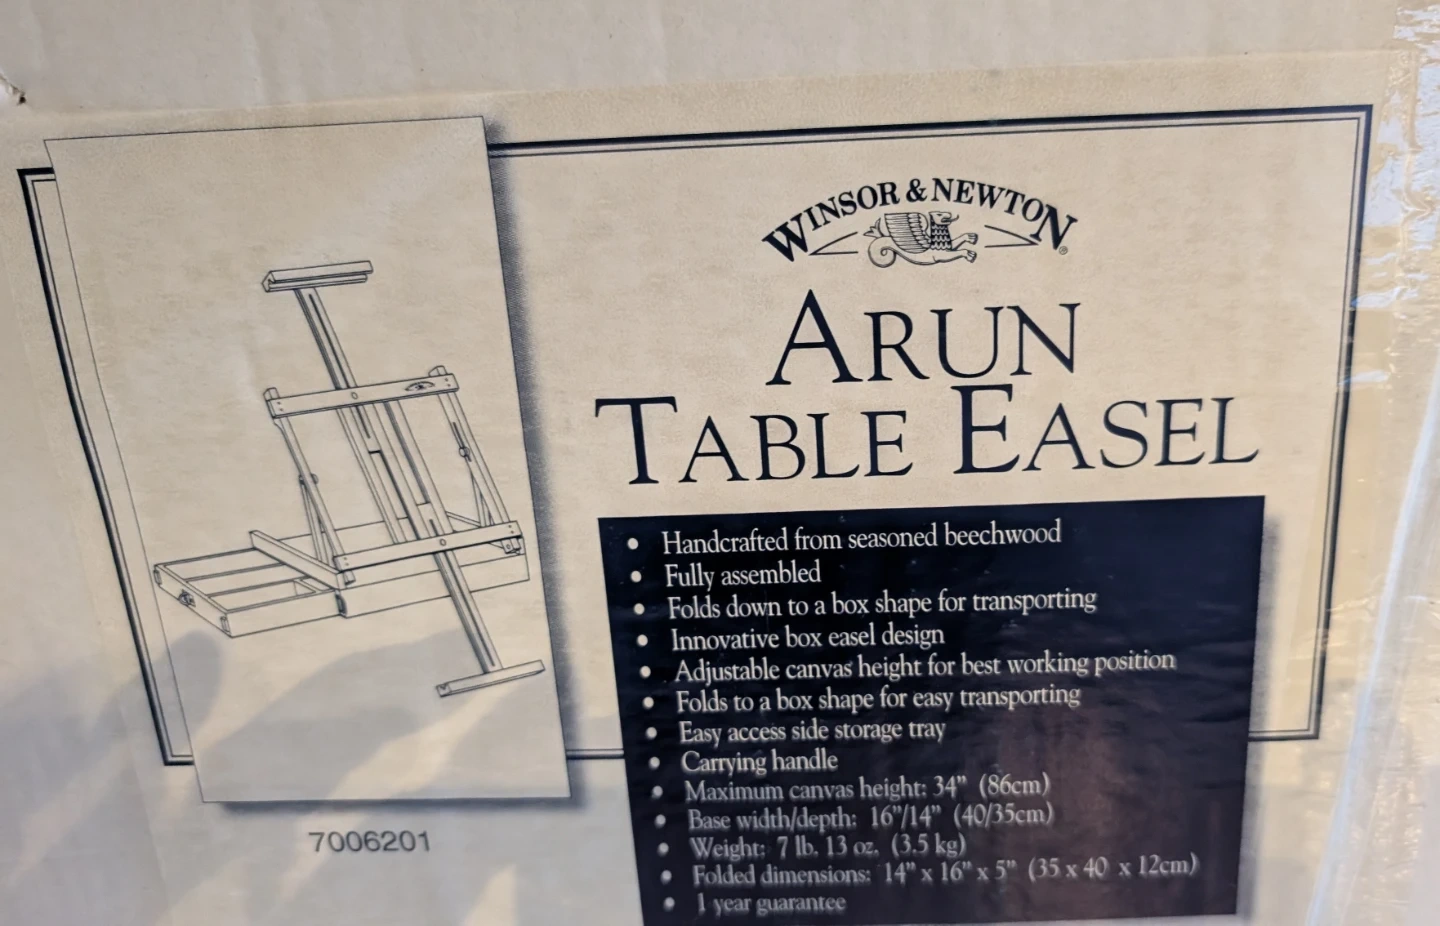 WINSOR & NEWTON®
ARUN
TABLE EASEL
• Handcrafted from seasoned beechwood
• Fully assembled
• Folds down to a box shape for transporting
• Innovative box easel design
• Adjustable canvas height for best working position
• Folds to a box shape for easy transporting
• Easy access side storage tray
• Carrying handle
• Maximum canvas height: 34” (86cm)
• Base width/depth: 16”/14” (40/35cm)
• Weight: 7 lb. 13 oz. (3.5 kg)
• Folded dimensions: 14” x 16” x 5” (35 x 40 x 12cm)
• 1 year guarantee
7006201